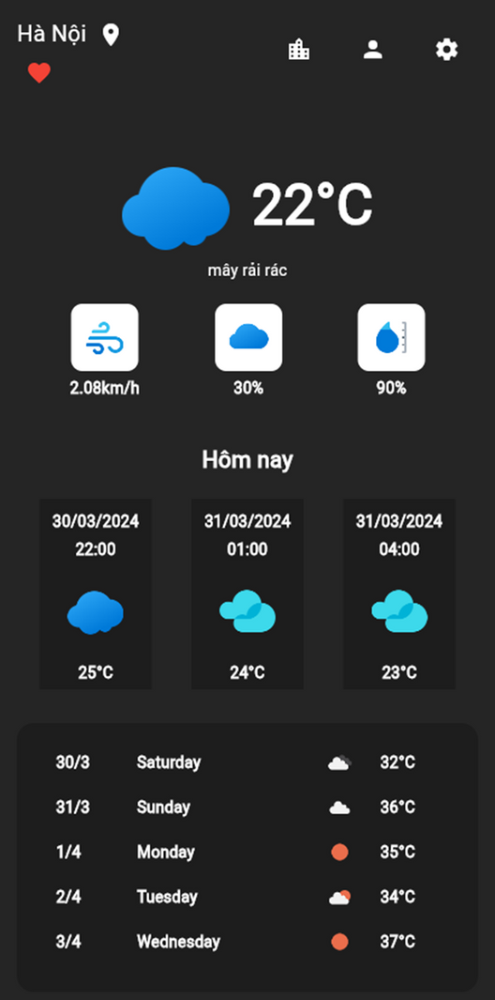 Hà Nội
22°C
mây rải rác
2.08km/h 30% 90%
Hôm nay
30/03/2024 31/03/2024 31/03/2024
22:00 01:00 04:00
25°C 24°C 23°C
30/3 Saturday 32°C
31/3 Sunday 36°C
1/4 Monday 35°C
2/4 Tuesday 34°C
3/4 Wednesday 37°C